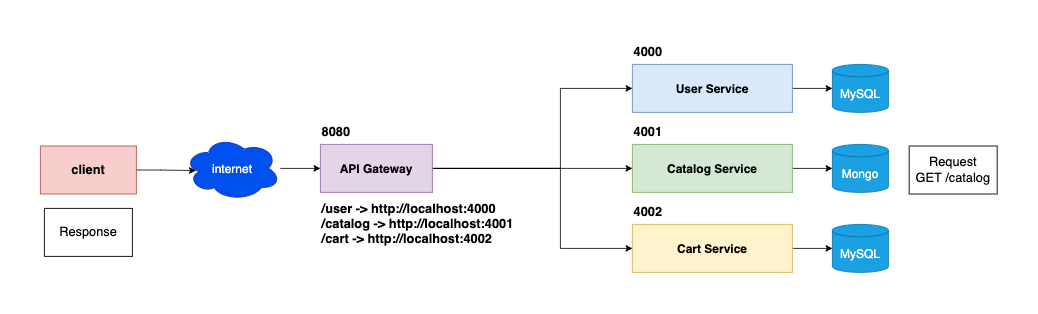 4000
User Service
MySQL
8080
4001
client
internet
API Gateway
Catalog Service
Mongo
Request
GET /catalog
Response
/user -> http://localhost:4000
/catalog -> http://localhost:4001
/cart -> http://localhost:4002
4002
Cart Service
MySQL